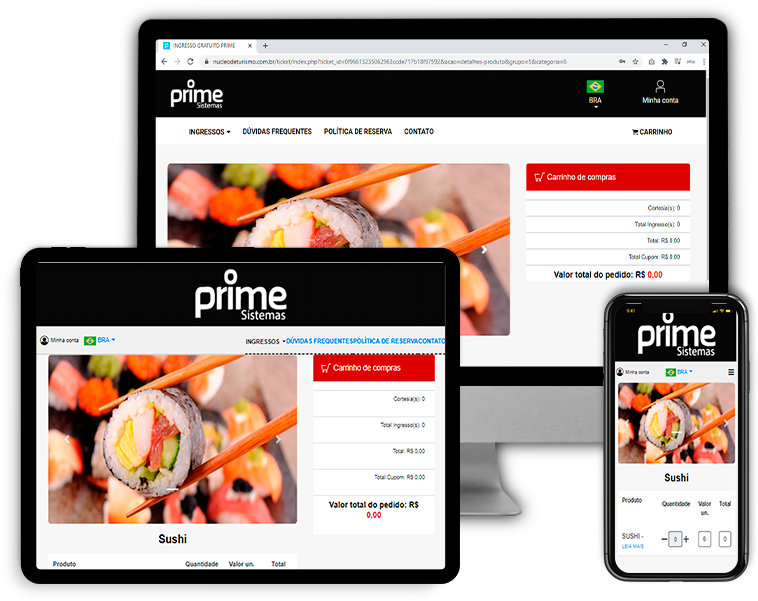 INGRESSO GRATUITO PRIME
nucleodeturismo.com.br/ticket/index.php?ticket_id=0f96613235062963ccde717b18f97592&acao=detalhes-produto&grupo=5&categoria=6
prime
Sistemas
BRA
Minha conta
INGRESSOS
DÚVIDAS FREQUENTES
POLÍTICA DE RESERVA
CONTATO
CARRINHO
Carrinho de compras
Cortesia(s): 0
Total Ingresso(s): 0
Total: R$ 0,00
Total Cupom: R$ 0,00
Valor total do pedido: R$ 0,00
prime
Sistemas
Minha conta
BRA
INGRESSOS
DÚVIDAS FREQUENTES
POLÍTICA DE RESERVA
CONTATO
Carrinho de compras
Cortesia(s): 0
Total Ingresso(s): 0
Total: R$ 0,00
Total Cupom: R$ 0,00
Valor total do pedido: R$
0,00
Sushi
Produto Quantidade Valor un. Total
9:41
prime
Sistemas
Minha conta
BRA
Sushi
Produto Quantidade Valor Total
un.
SUSHI - 0 6 0
LEIA MAIS